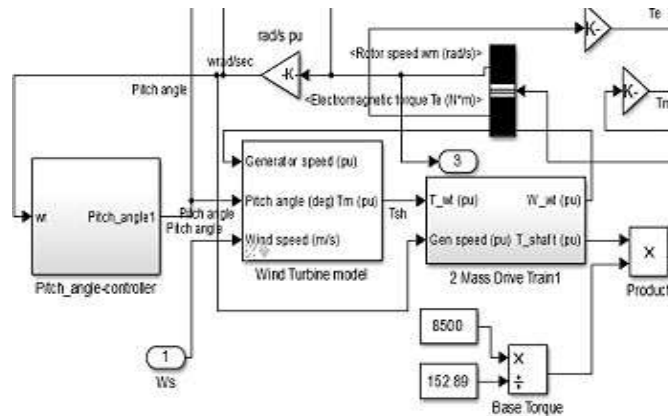 Te
rad/s pu
<Rotor speed wm (rad/s)>
K-
wrad/sec
-K-
K-
Pitch angle
<Electromagnetic torque Te (N*m)>
Generator speed (pu)
3
wt
Pitch_angle1
Pitch angle
Pitch angle
Pitch angle (deg) Tm (pu)
Tsh
T_wt (pu)
W_wt (pu)
Wind speed (m/s)
Gen speed (pu)
T_shaft (pu)
X
Pitch_angle-controller
Wind Turbine model
2 Mass Drive Train1
Product
1
Ws
8500
152.89
×
÷
Base Torque